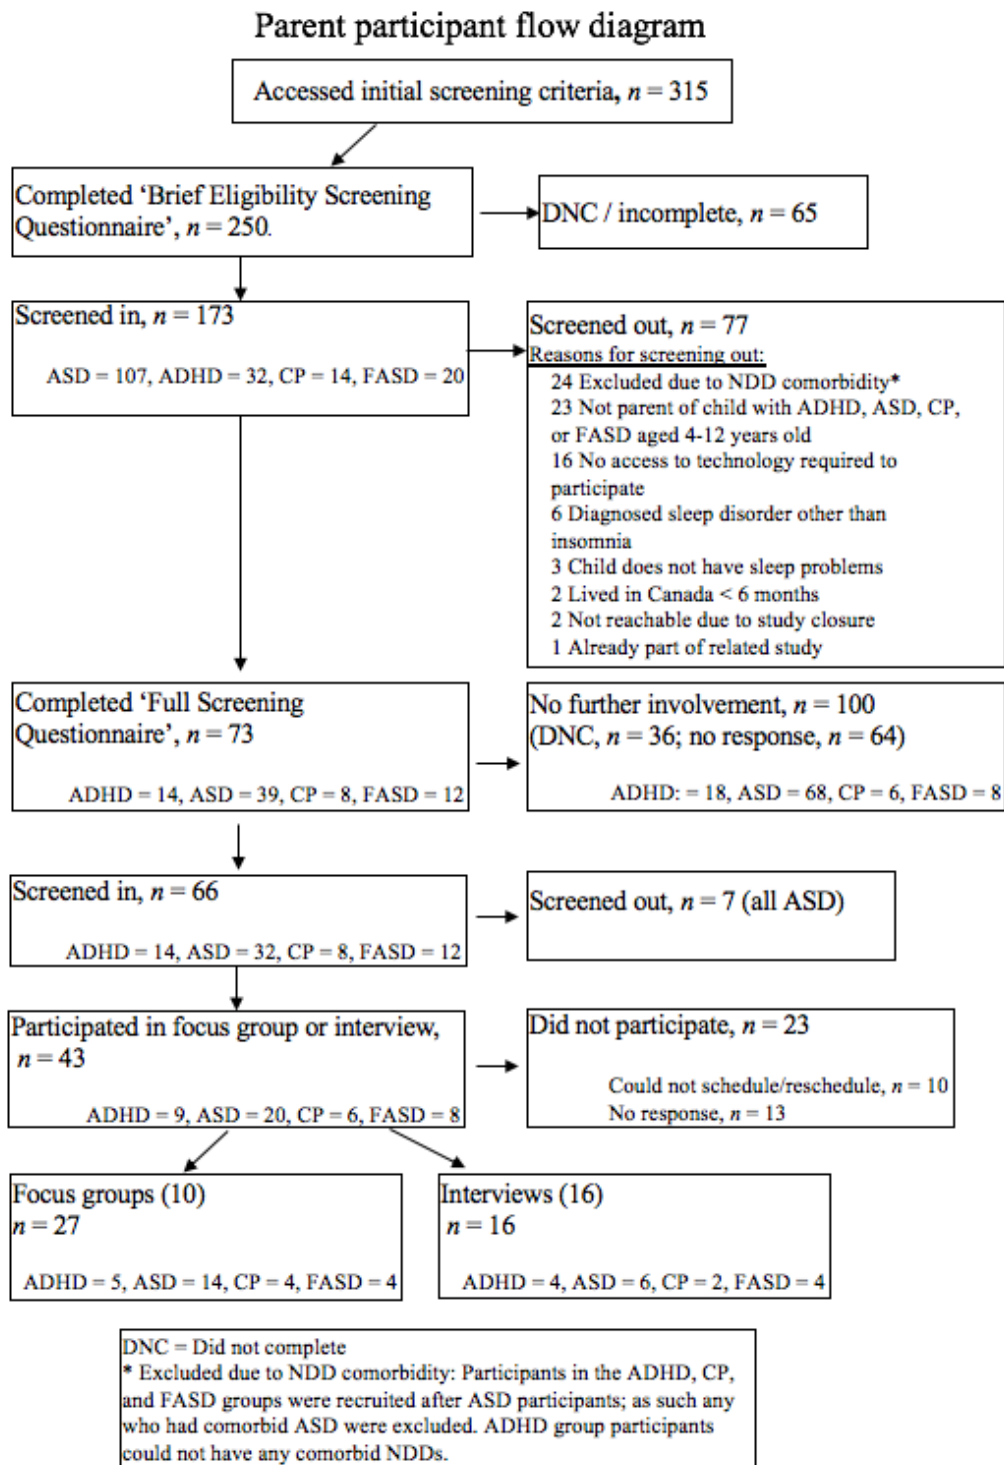 Parent participant flow diagram
Accessed initial screening criteria, n = 315
Completed ‘Brief Eligibility Screening
Questionnaire’, n = 250.
DNC / incomplete, n = 65
Screened in, n = 173
ASD = 107, ADHD = 32, CP = 14, FASD = 20
Screened out, n = 77
Reasons for screening out:
24 Excluded due to NDD comorbidity*
23 Not parent of child with ADHD, ASD, CP,
or FASD aged 4-12 years old
16 No access to technology required to
participate
6 Diagnosed sleep disorder other than
insomnia
3 Child does not have sleep problems
2 Lived in Canada < 6 months
2 Not reachable due to study closure
1 Already part of related study
Completed ‘Full Screening
Questionnaire’, n = 73
ADHD = 14, ASD = 39, CP = 8, FASD = 12
No further involvement, n = 100
(DNC, n = 36; no response, n = 64)
ADHD: = 18, ASD = 68, CP = 6, FASD = 8
Screened in, n = 66
ADHD = 14, ASD = 32, CP = 8, FASD = 12
Screened out, n = 7 (all ASD)
Participated in focus group or interview,
n = 43
ADHD = 9, ASD = 20, CP = 6, FASD = 8
Did not participate, n = 23
Could not schedule/reschedule, n = 10
No response, n = 13
Focus groups (10)
n = 27
ADHD = 5, ASD = 14, CP = 4, FASD = 4
Interviews (16)
n = 16
ADHD = 4, ASD = 6, CP = 2, FASD = 4
DNC = Did not complete
* Excluded due to NDD comorbidity: Participants in the ADHD, CP,
and FASD groups were recruited after ASD participants; as such any
who had comorbid ASD were excluded. ADHD group participants
could not have any comorbid NDDs.